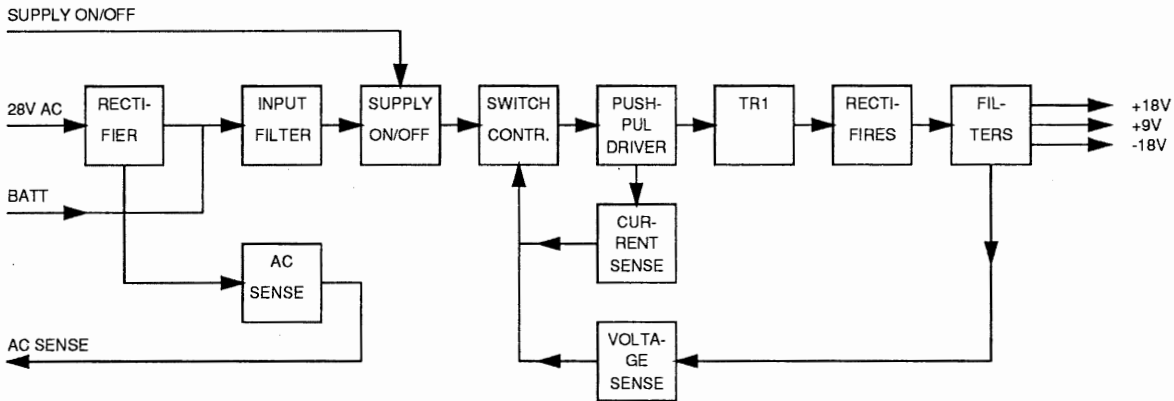 SUPPLY ON/OFF
28V AC
RECTI-
FIER
INPUT
FILTER
SUPPLY
ON/OFF
SWITCH
CONTR.
PUSH-
PUL
DRIVER
TR1
RECTI-
FIRES
FIL-
TERS
+18V
+9V
-18V
BATT
CUR-
RENT
SENSE
AC
SENSE
AC SENSE
VOLTA-
GE
SENSE